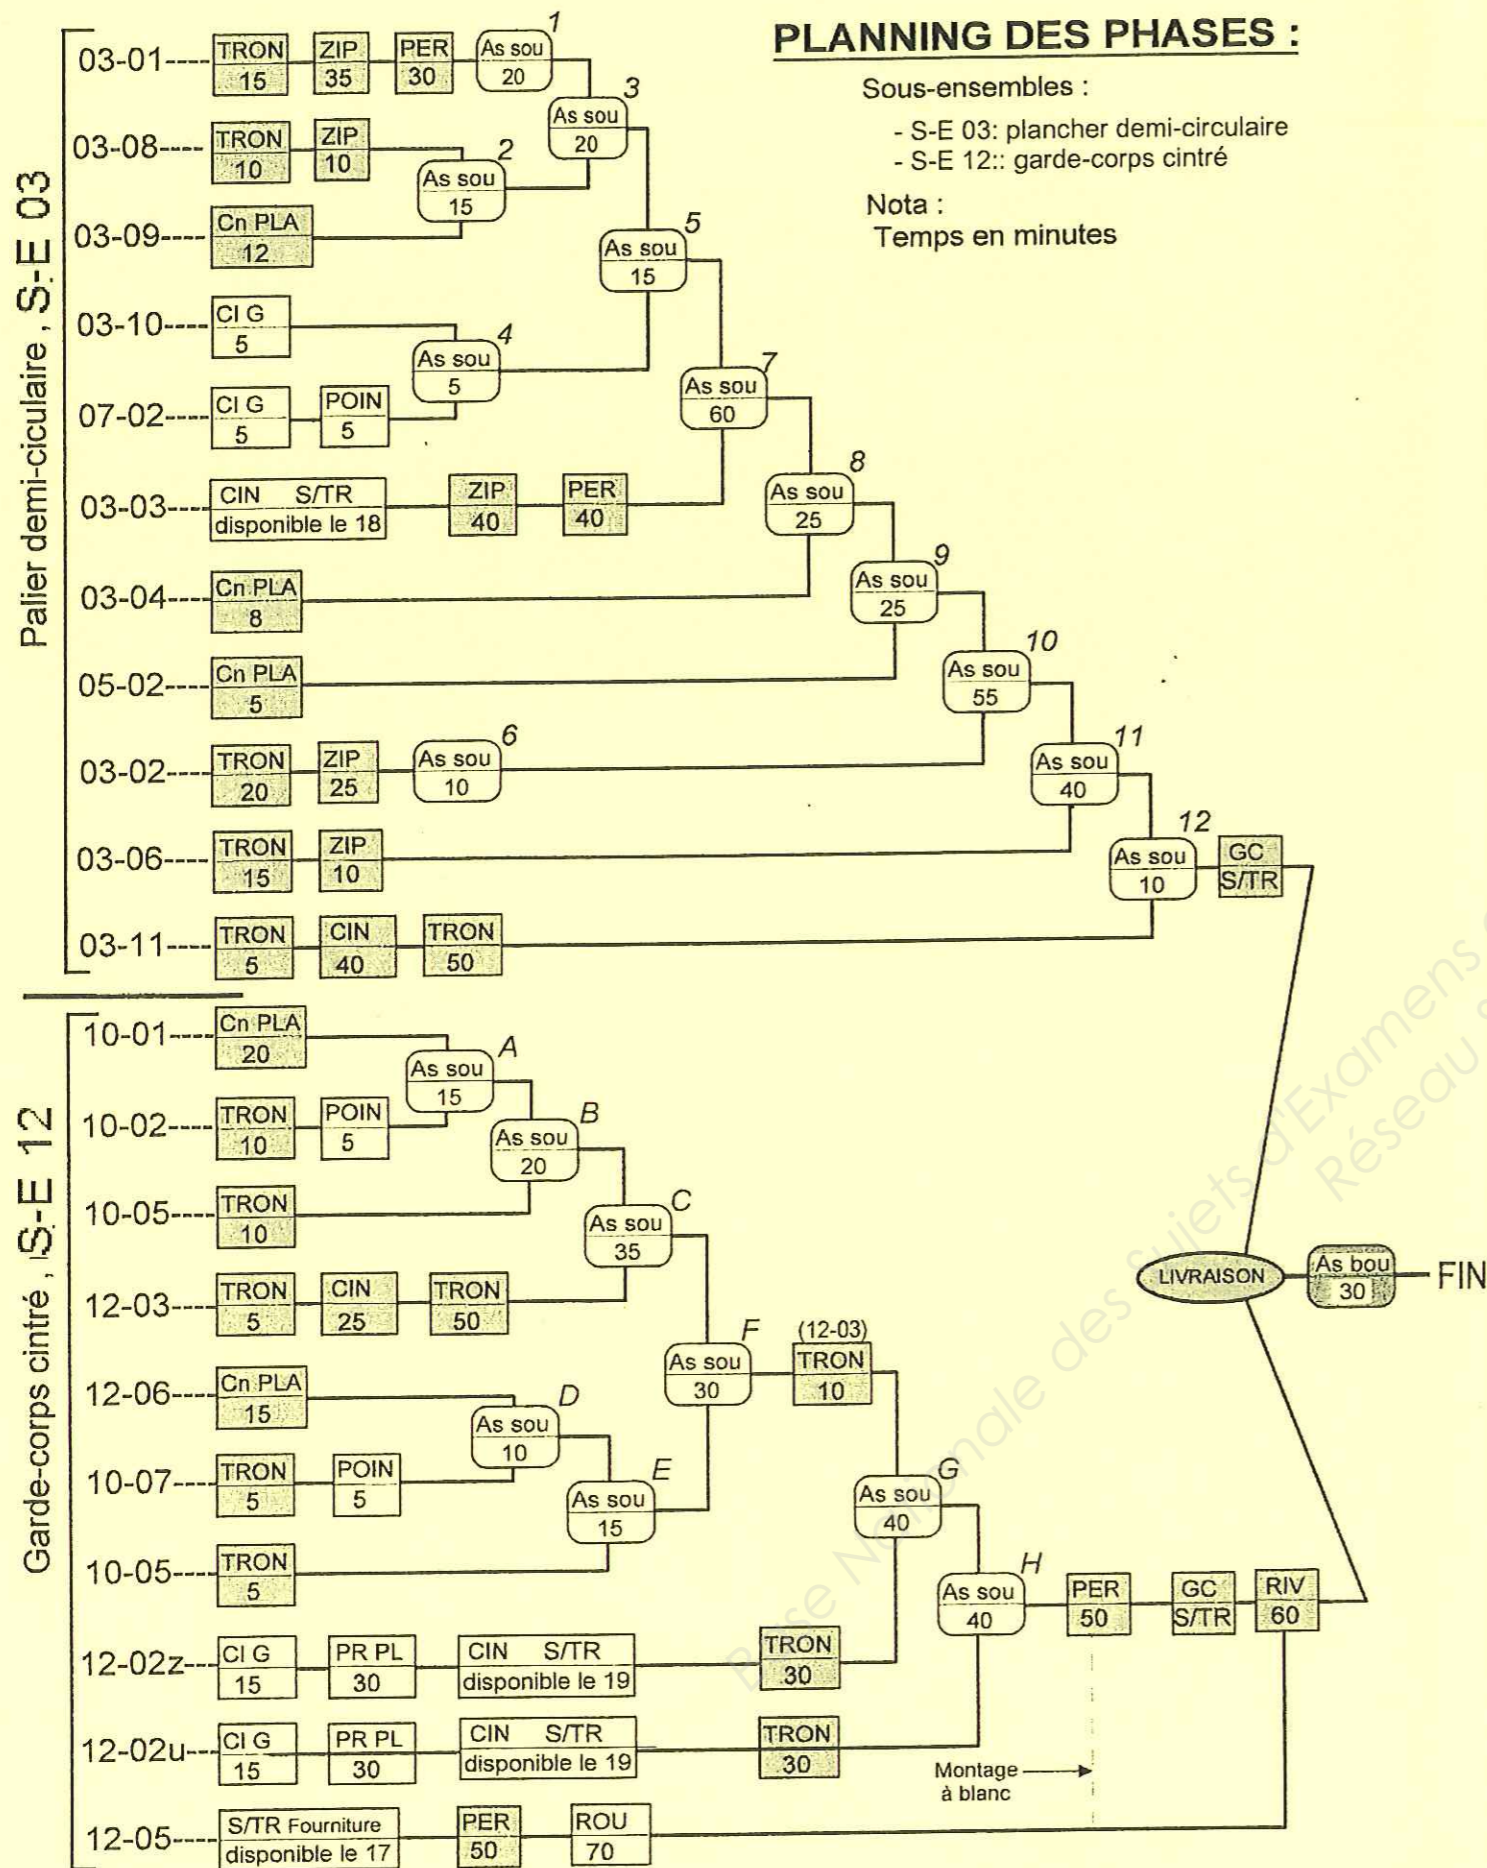 PLANNING DES PHASES :
Sous-ensembles :
- S-E 03: plancher demi-circulaire
- S-E 12:: garde-corps cintré
Nota :
Temps en minutes
Palier demi-ciculaire , S-E 03
03-01---- TRON 15 ZIP 35 PER 30 As sou 20 1
As sou 20 3
03-08---- TRON 10 ZIP 10
As sou 15 2
03-09---- Cn PLA 12
As sou 15 5
03-10---- CI G 5
As sou 5 4
07-02---- CI G 5 POIN 5
As sou 60 7
03-03---- CIN S/TR disponible le 18 ZIP 40 PER 40
As sou 25 8
03-04---- Cn PLA 8
As sou 25 9
05-02---- Cn PLA 5
As sou 55 10
03-02---- TRON 20 ZIP 25 As sou 10 6
As sou 40 11
03-06---- TRON 15 ZIP 10
As sou 10 12 GC S/TR
03-11---- TRON 5 CIN 40 TRON 50
Garde-corps cintré , S-E 12
10-01---- Cn PLA 20
As sou 15 A
10-02---- TRON 10 POIN 5
As sou 20 B
10-05---- TRON 10
As sou 35 C
LIVRAISON As bou 30 FIN
12-03---- TRON 5 CIN 25 TRON 50
As sou 30 F (12-03) TRON 10
12-06---- Cn PLA 15
As sou 10 D
10-07---- TRON 5 POIN 5
As sou 15 E
As sou 40 G
10-05---- TRON 5
As sou 40 H PER 50 GC S/TR RIV 60
12-02z--- CI G 15 PR PL 30 CIN S/TR disponible le 19 TRON 30
12-02u--- CI G 15 PR PL 30 CIN S/TR disponible le 19 TRON 30
Montage
à blanc
12-05---- S/TR Fourniture disponible le 17 PER 50 ROU 70
Base Nationale des Sujets d'Examens
Réseau